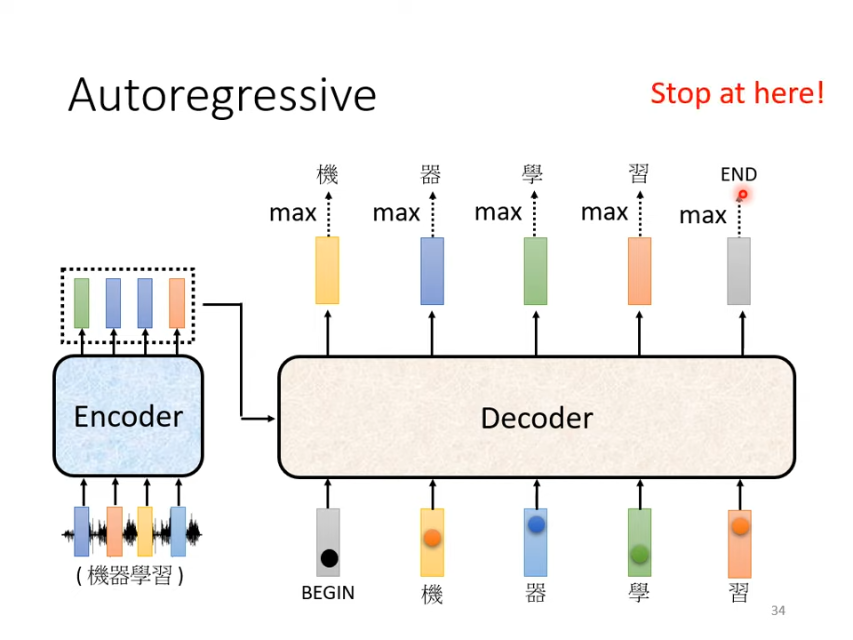 Autoregressive
Stop at here!
機 器 學 習 END
max max max max max
Encoder
Decoder
(機器學習)
BEGIN 機 器 學 習
34